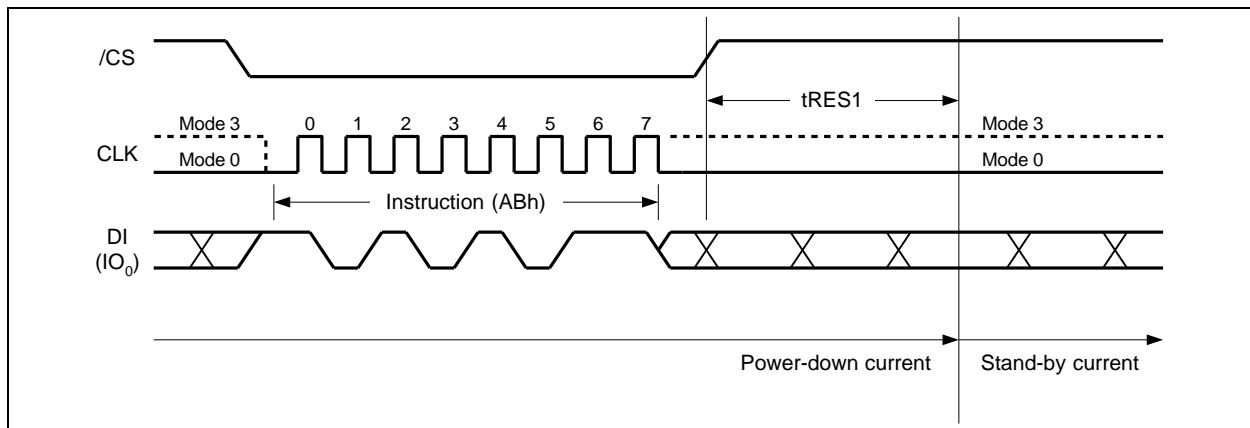 /CS
tRES1
Mode 3 0 1 2 3 4 5 6 7 Mode 3
CLK
Mode 0 Mode 0
Instruction (ABh)
DI
(IO₀)
Power-down current Stand-by current